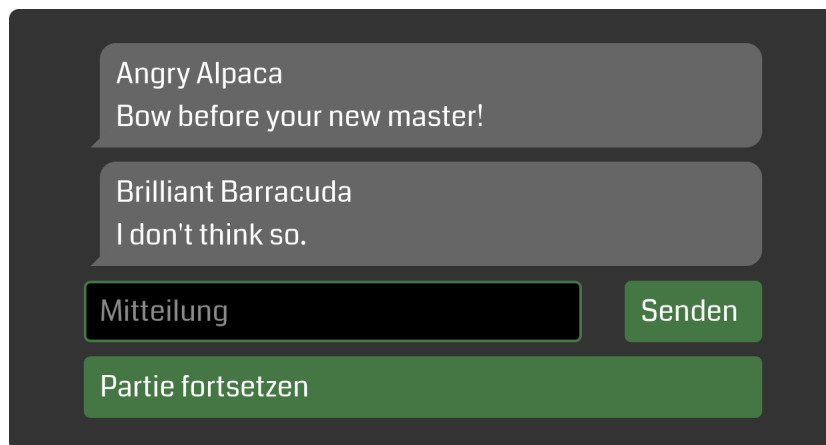 Angry Alpaca
Bow before your new master!
Brilliant Barracuda
I don't think so.
Mitteilung
Senden
Partie fortsetzen